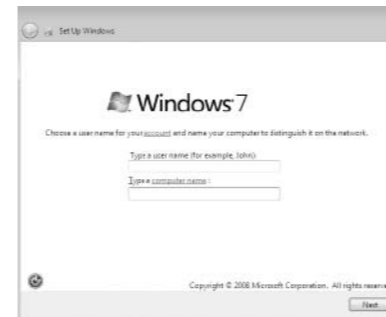 Set Up Windows
Windows 7
Choose a user name for your account and name your computer to distinguish it on the network.
Type a user name (for example, John):
Type a computer name :
Copyright © 2008 Microsoft Corporation. All rights reserve
Next